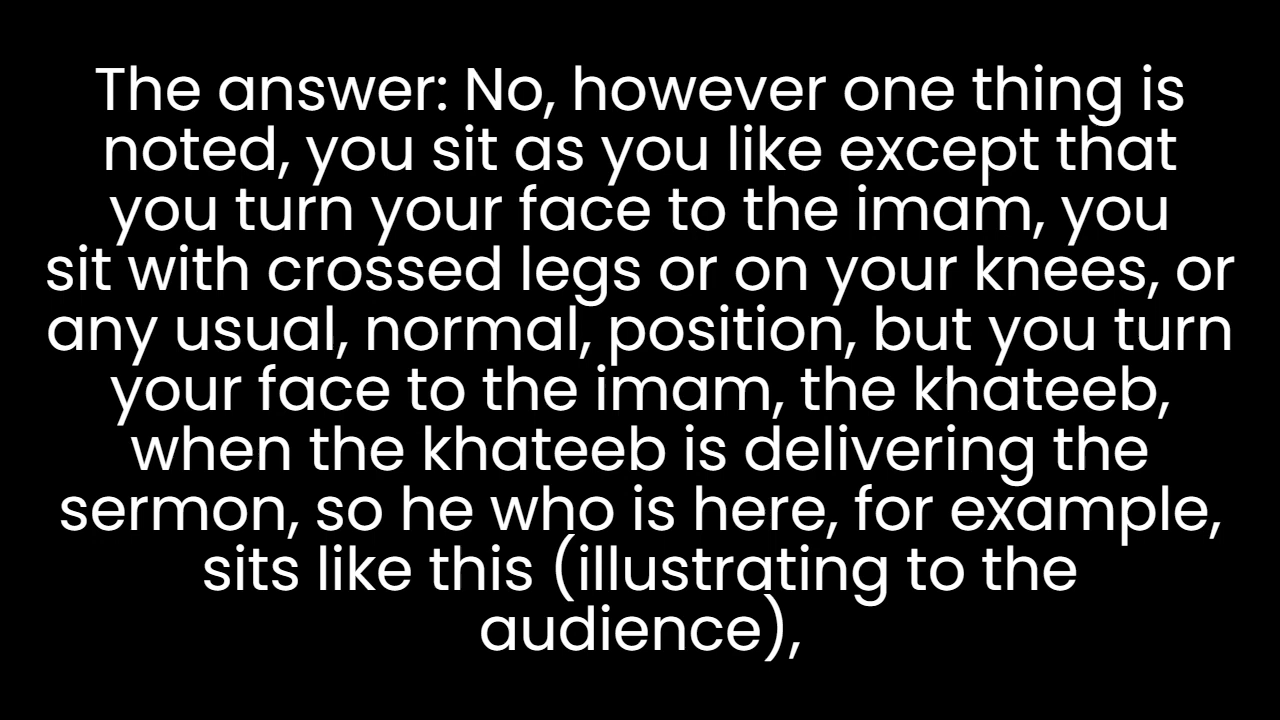 The answer: No, however one thing is
noted, you sit as you like except that
you turn your face to the imam, you
sit with crossed legs or on your knees, or
any usual, normal, position, but you turn
your face to the imam, the khateeb,
when the khateeb is delivering the
sermon, so he who is here, for example,
sits like this (illustrating to the
audience),